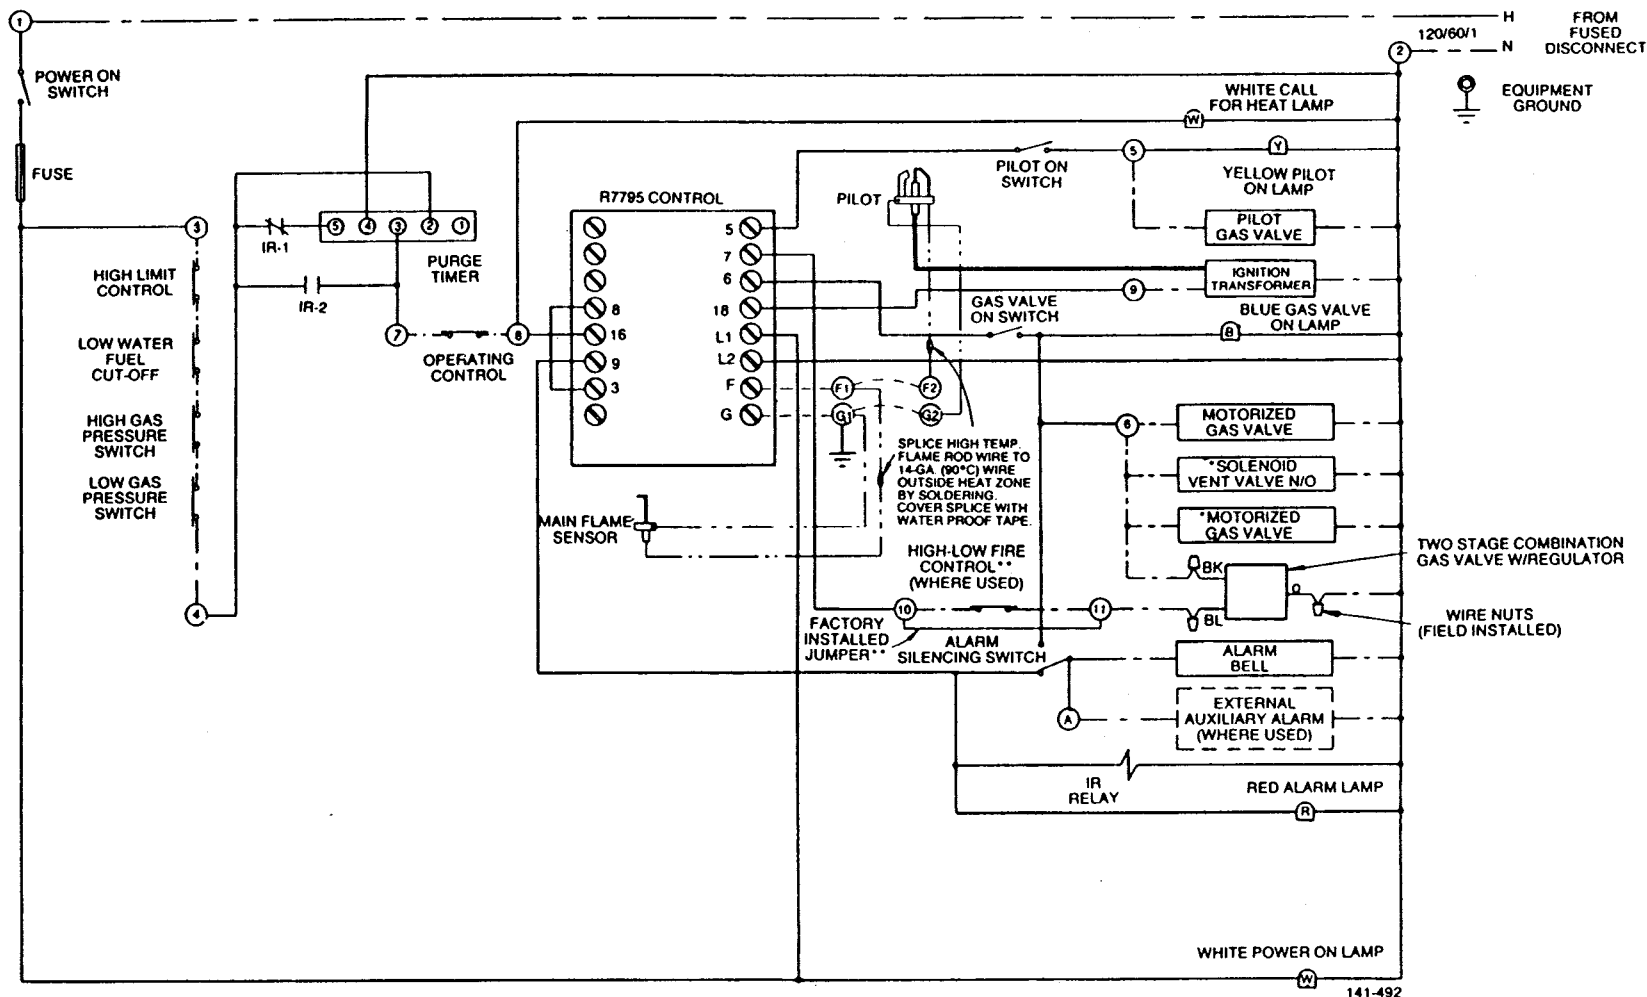 1
H
FROM
FUSED
DISCONNECT
120/60/1
2
N
POWER ON
SWITCH
EQUIPMENT
GROUND
WHITE CALL
FOR HEAT LAMP
W
FUSE
PILOT ON
SWITCH
5
Y
YELLOW PILOT
ON LAMP
R7795 CONTROL
PILOT
3
IR-1
5
4
3
2
1
PURGE
TIMER
PILOT
GAS VALVE
HIGH LIMIT
CONTROL
IR-2
IGNITION
TRANSFORMER
9
GAS VALVE
ON SWITCH
BLUE GAS VALVE
ON LAMP
B
7
OPERATING
CONTROL
8
8
16
9
3
5
7
6
18
L1
L2
F
G
F1
F2
G1
G2
LOW WATER
FUEL
CUT-OFF
HIGH GAS
PRESSURE
SWITCH
LOW GAS
PRESSURE
SWITCH
4
SPLICE HIGH TEMP.
FLAME ROD WIRE TO
14-GA. (90°C) WIRE
OUTSIDE HEAT ZONE
BY SOLDERING.
COVER SPLICE WITH
WATER PROOF TAPE.
MAIN FLAME
SENSOR
6
MOTORIZED
GAS VALVE
*SOLENOID
VENT VALVE N/O
*MOTORIZED
GAS VALVE
TWO STAGE COMBINATION
GAS VALVE W/REGULATOR
HIGH-LOW FIRE
CONTROL**
(WHERE USED)
BK
O
BL
10
11
WIRE NUTS
(FIELD INSTALLED)
FACTORY
INSTALLED
JUMPER**
ALARM
SILENCING SWITCH
ALARM
BELL
A
EXTERNAL
AUXILIARY ALARM
(WHERE USED)
IR
RELAY
RED ALARM LAMP
R
WHITE POWER ON LAMP
W
141-492